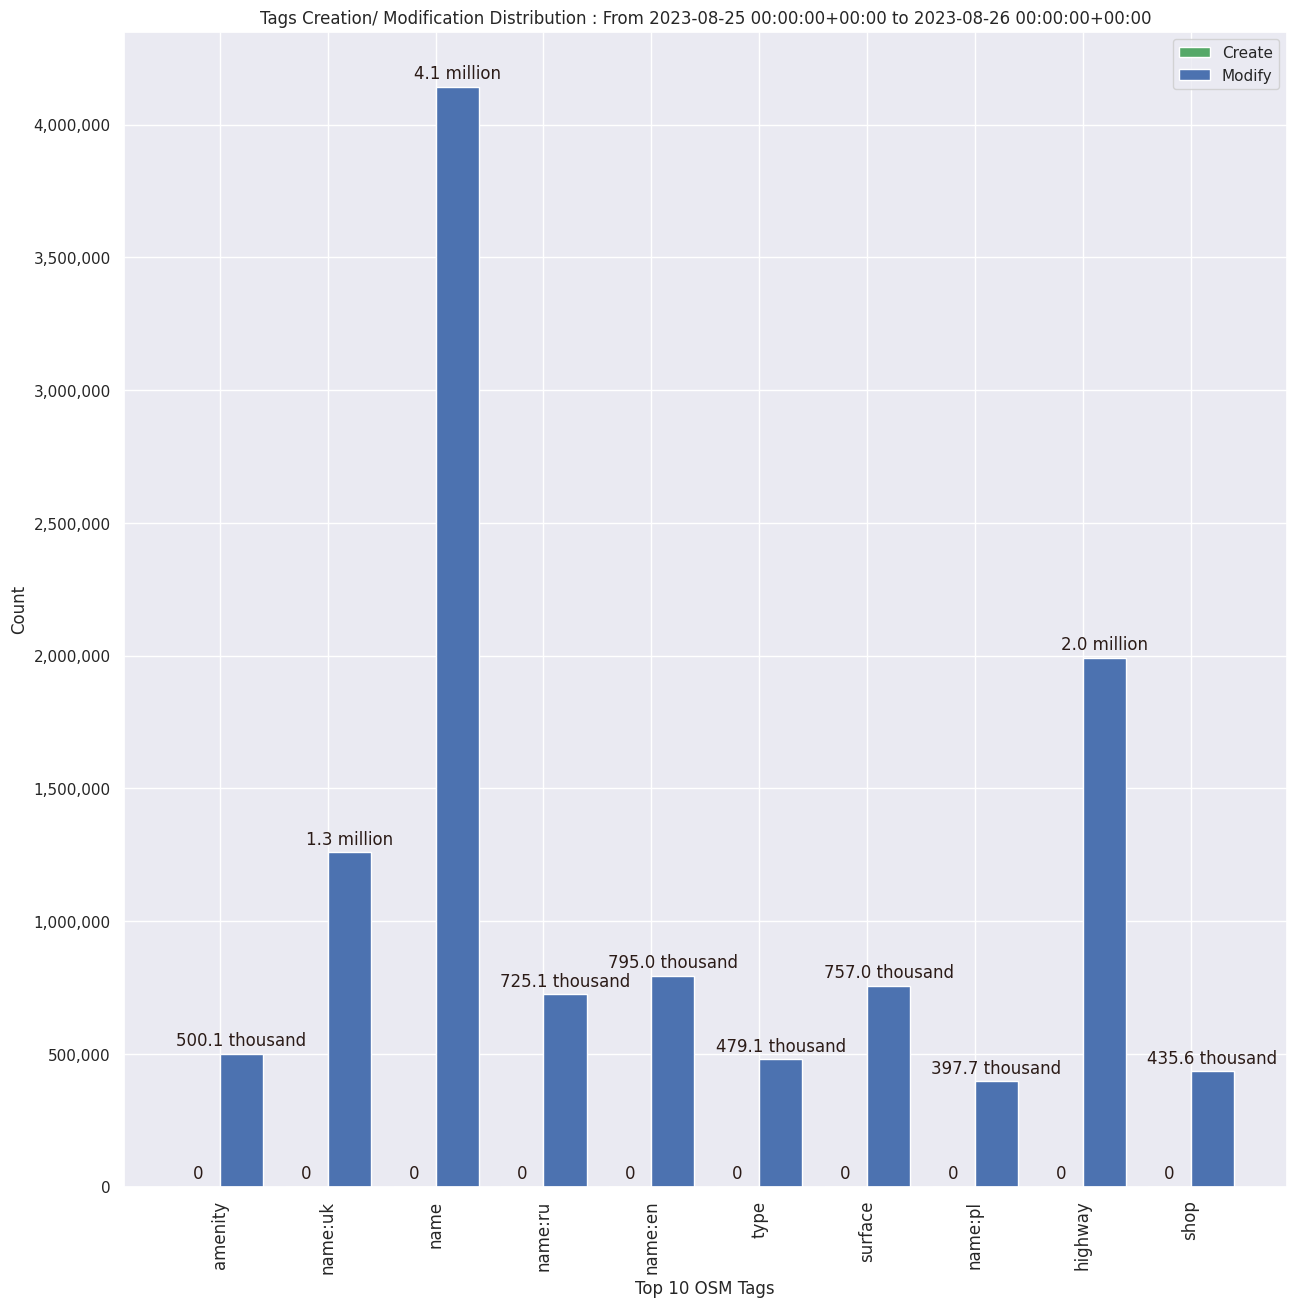 Tags Creation/ Modification Distribution : From 2023-08-25 00:00:00+00:00 to 2023-08-26 00:00:00+00:00
Create
Modify
Count
4,000,000
3,500,000
3,000,000
2,500,000
2,000,000
1,500,000
1,000,000
500,000
0
4.1 million
2.0 million
1.3 million
795.0 thousand
757.0 thousand
725.1 thousand
500.1 thousand
479.1 thousand
435.6 thousand
397.7 thousand
0 0 0 0 0 0 0 0 0 0
amenity
name:uk
name
name:ru
name:en
type
surface
name:pl
highway
shop
Top 10 OSM Tags